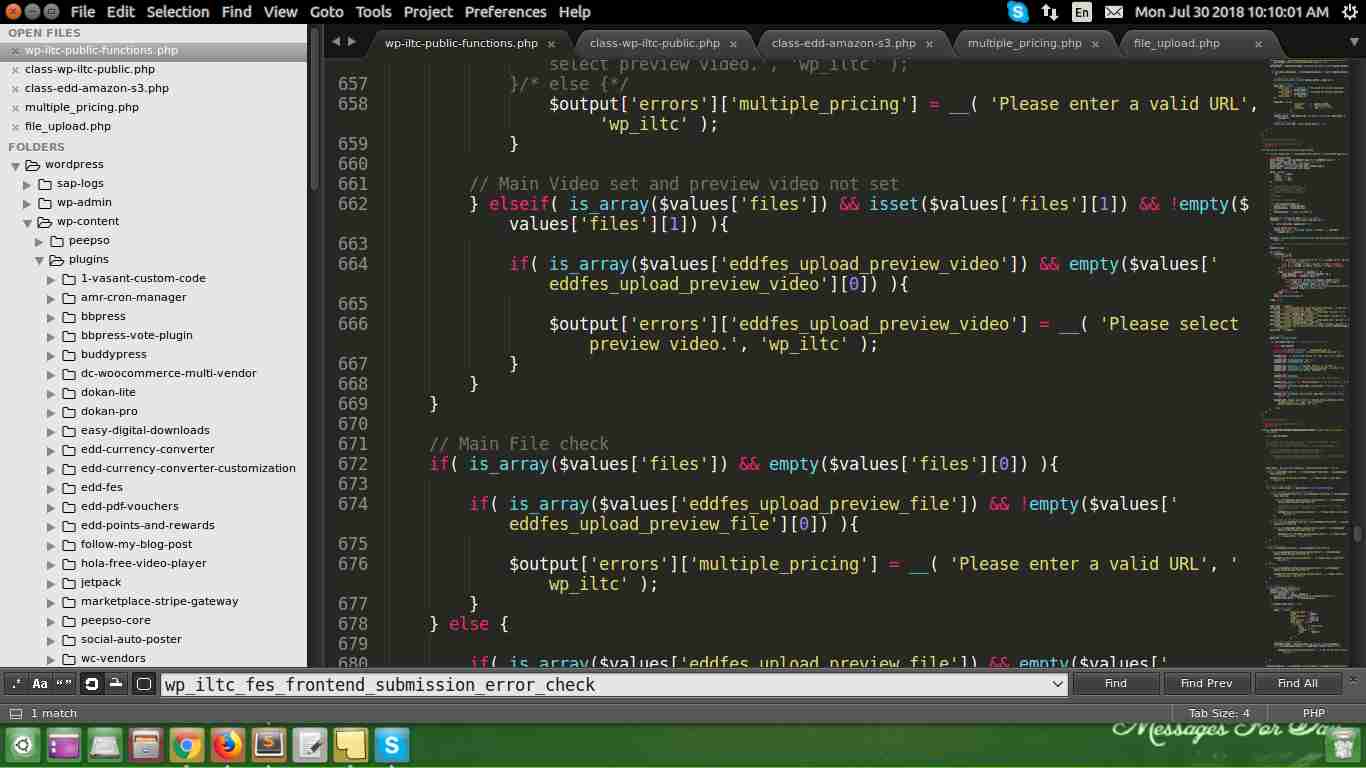 File Edit Selection Find View Goto Tools Project Preferences Help En Mon Jul 30 2018 10:10:01 AM
OPEN FILES
wp-iltc-public-functions.php
class-wp-iltc-public.php
class-edd-amazon-s3.php
multiple_pricing.php
file_upload.php
FOLDERS
wordpress
sap-logs
wp-admin
wp-content
peepso
plugins
1-vasant-custom-code
amr-cron-manager
bbpress
bbpress-vote-plugin
buddypress
dc-woocommerce-multi-vendor
dokan-lite
dokan-pro
easy-digital-downloads
edd-currency-converter
edd-currency-converter-customization
edd-fes
edd-pdf-vouchers
edd-points-and-rewards
follow-my-blog-post
hola-free-video-player
jetpack
marketplace-stripe-gateway
peepso-core
social-auto-poster
wc-vendors
wp-iltc-public-functions.php class-wp-iltc-public.php class-edd-amazon-s3.php multiple_pricing.php file_upload.php
select preview video.', 'wp_iltc' );
657 }/* else {*/
658 $output['errors']['multiple_pricing'] = __( 'Please enter a valid URL',
'wp_iltc' );
659 }
660
661 // Main Video set and preview video not set
662 } elseif( is_array($values['files']) && isset($values['files'][1]) && !empty($
values['files'][1]) ){
663
664 if( is_array($values['eddfes_upload_preview_video']) && empty($values['
eddfes_upload_preview_video'][0]) ){
665
666 $output['errors']['eddfes_upload_preview_video'] = __( 'Please select
preview video.', 'wp_iltc' );
667 }
668 }
669 }
670
671 // Main File check
672 if( is_array($values['files']) && empty($values['files'][0]) ){
673
674 if( is_array($values['eddfes_upload_preview_file']) && !empty($values['
eddfes_upload_preview_file'][0]) ){
675
676 $output['errors']['multiple_pricing'] = __( 'Please enter a valid URL', '
wp_iltc' );
677 }
678 } else {
679
680 if( is_array($values['eddfes_upload_preview_file']) && empty($values['
.* Aa “” wp_iltc_fes_frontend_submission_error_check Find Find Prev Find All
1 match Tab Size: 4 PHP
Messages For Day